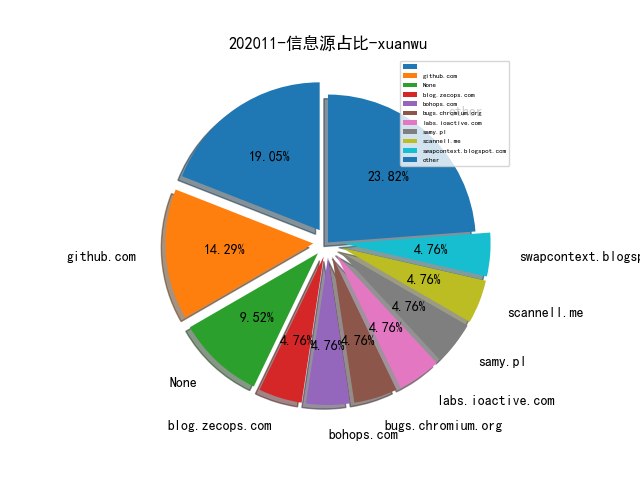 202011-信息源占比-xuanwu
github.com
None
blog.zecops.com
bohops.com
bugs.chromium.org
labs.ioactive.com
samy.pl
scannell.me
swapcontext.blogspot.com
other
other
19.05%
23.82%
14.29%
9.52%
4.76%
4.76%
4.76%
4.76%
4.76%
4.76%
4.76%
github.com
None
blog.zecops.com
bohops.com
bugs.chromium.org
labs.ioactive.com
samy.pl
scannell.me
swapcontext.blogsp